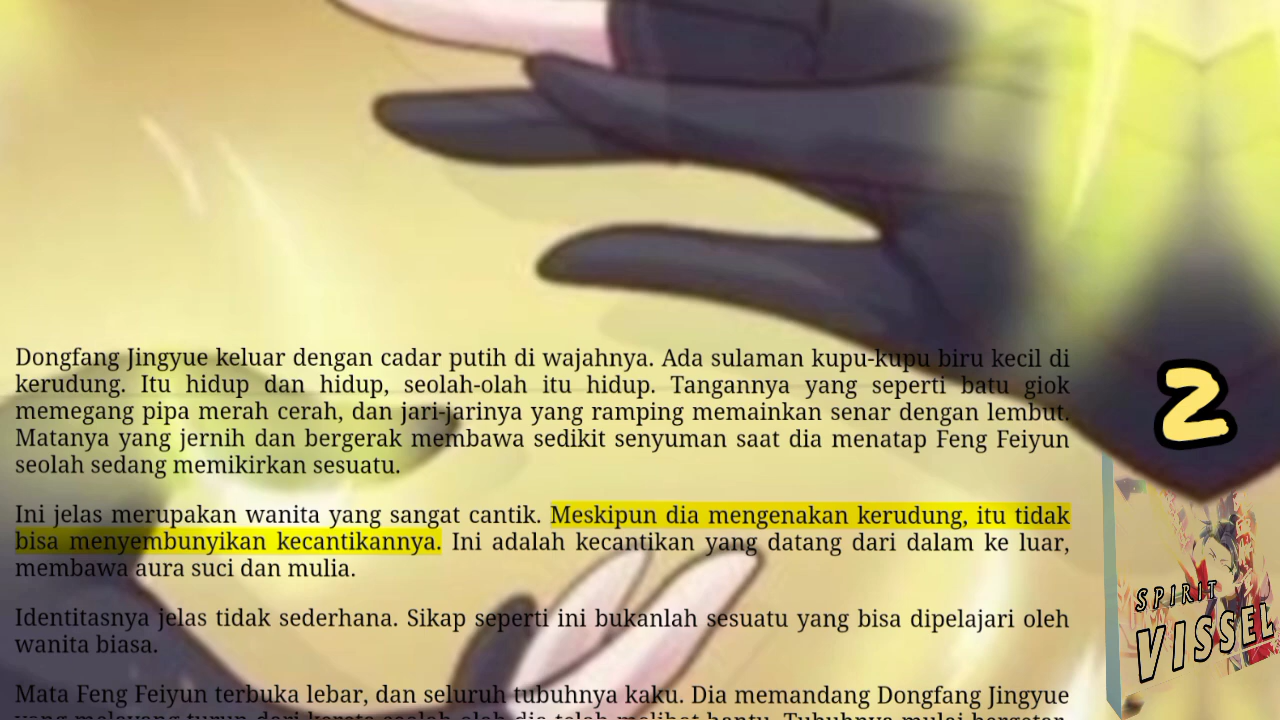 Dongfang Jingyue keluar dengan cadar putih di wajahnya. Ada sulaman kupu-kupu biru kecil di
kerudung. Itu hidup dan hidup, seolah-olah itu hidup. Tangannya yang seperti batu giok
memegang pipa merah cerah, dan jari-jarinya yang ramping memainkan senar dengan lembut.
Matanya yang jernih dan bergerak membawa sedikit senyuman saat dia menatap Feng Feiyun
seolah sedang memikirkan sesuatu.
Ini jelas merupakan wanita yang sangat cantik. Meskipun dia mengenakan kerudung, itu tidak
bisa menyembunyikan kecantikannya. Ini adalah kecantikan yang datang dari dalam ke luar,
membawa aura suci dan mulia.
Identitasnya jelas tidak sederhana. Sikap seperti ini bukanlah sesuatu yang bisa dipelajari oleh
wanita biasa.
Mata Feng Feiyun terbuka lebar, dan seluruh tubuhnya kaku. Dia memandang Dongfang Jingyue
2
SPIRIT
VISSEL